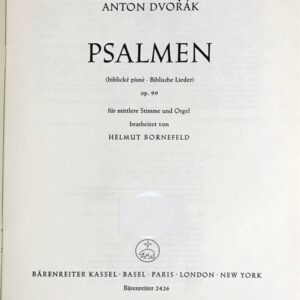 ANTON DVOŘÁK
PSALMEN
(biblické pisně · Biblische Lieder)
op. 99
für mittlere Stimme und Orgel
bearbeitet von
HELMUT BORNEFELD
BÄRENREITER KASSEL · BASEL · PARIS · LONDON · NEW YORK
Bärenreiter 2426